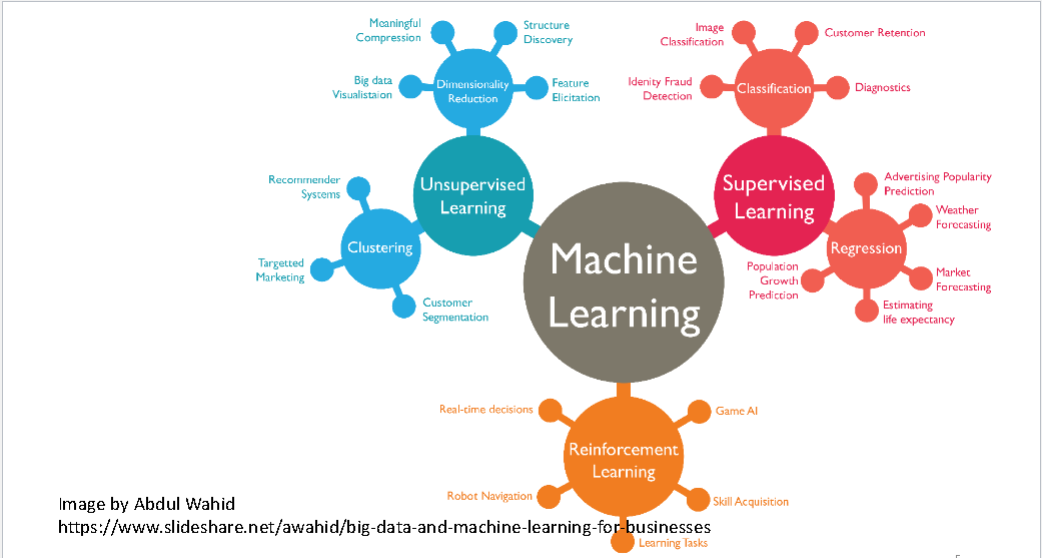 Meaningful
Compression
Structure
Discovery
Big data
Visualistaion
Dimensionality
Reduction
Feature
Elicitation
Image
Classification
Customer Retention
Idenity Fraud
Detection
Classification
Diagnostics
Recommender
Systems
Unsupervised
Learning
Clustering
Targetted
Marketing
Customer
Segmentation
Supervised
Learning
Advertising Popularity
Prediction
Weather
Forecasting
Regression
Population
Growth
Prediction
Market
Forecasting
Estimating
life expectancy
Machine
Learning
Real-time decisions
Game AI
Reinforcement
Learning
Robot Navigation
Skill Acquisition
Learning Tasks
Image by Abdul Wahid
https://www.slideshare.net/awahid/big-data-and-machine-learning-for-businesses